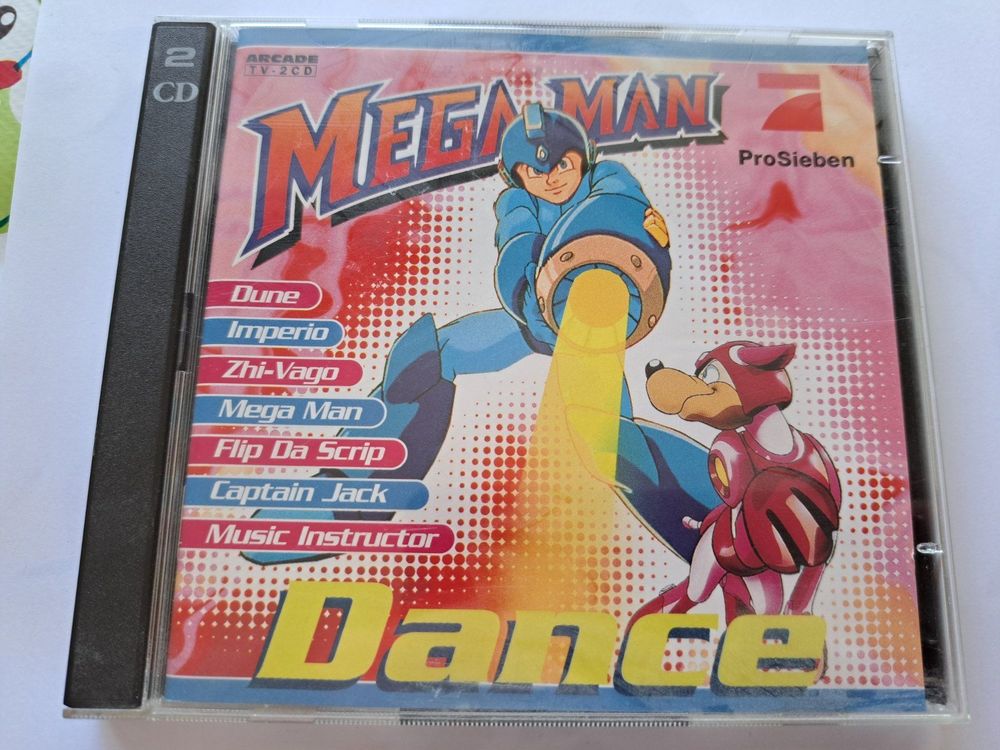 2
CD
ARCADE
TV-2CD
MEGA MAN
ProSieben
Dune
Imperio
Zhi-Vago
Mega Man
Flip Da Scrip
Captain Jack
Music Instructor
Dance